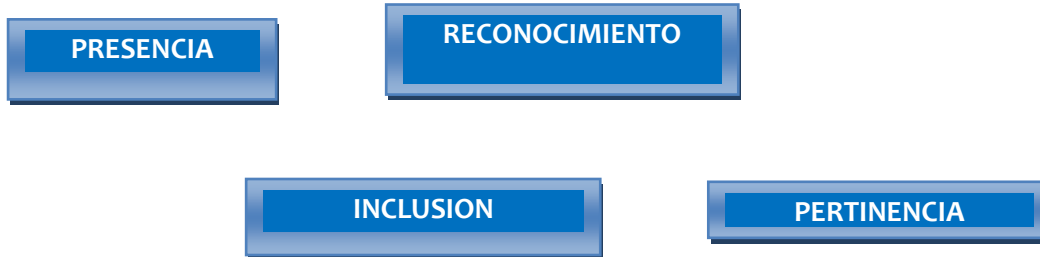 PRESENCIA
RECONOCIMIENTO
INCLUSION
PERTINENCIA